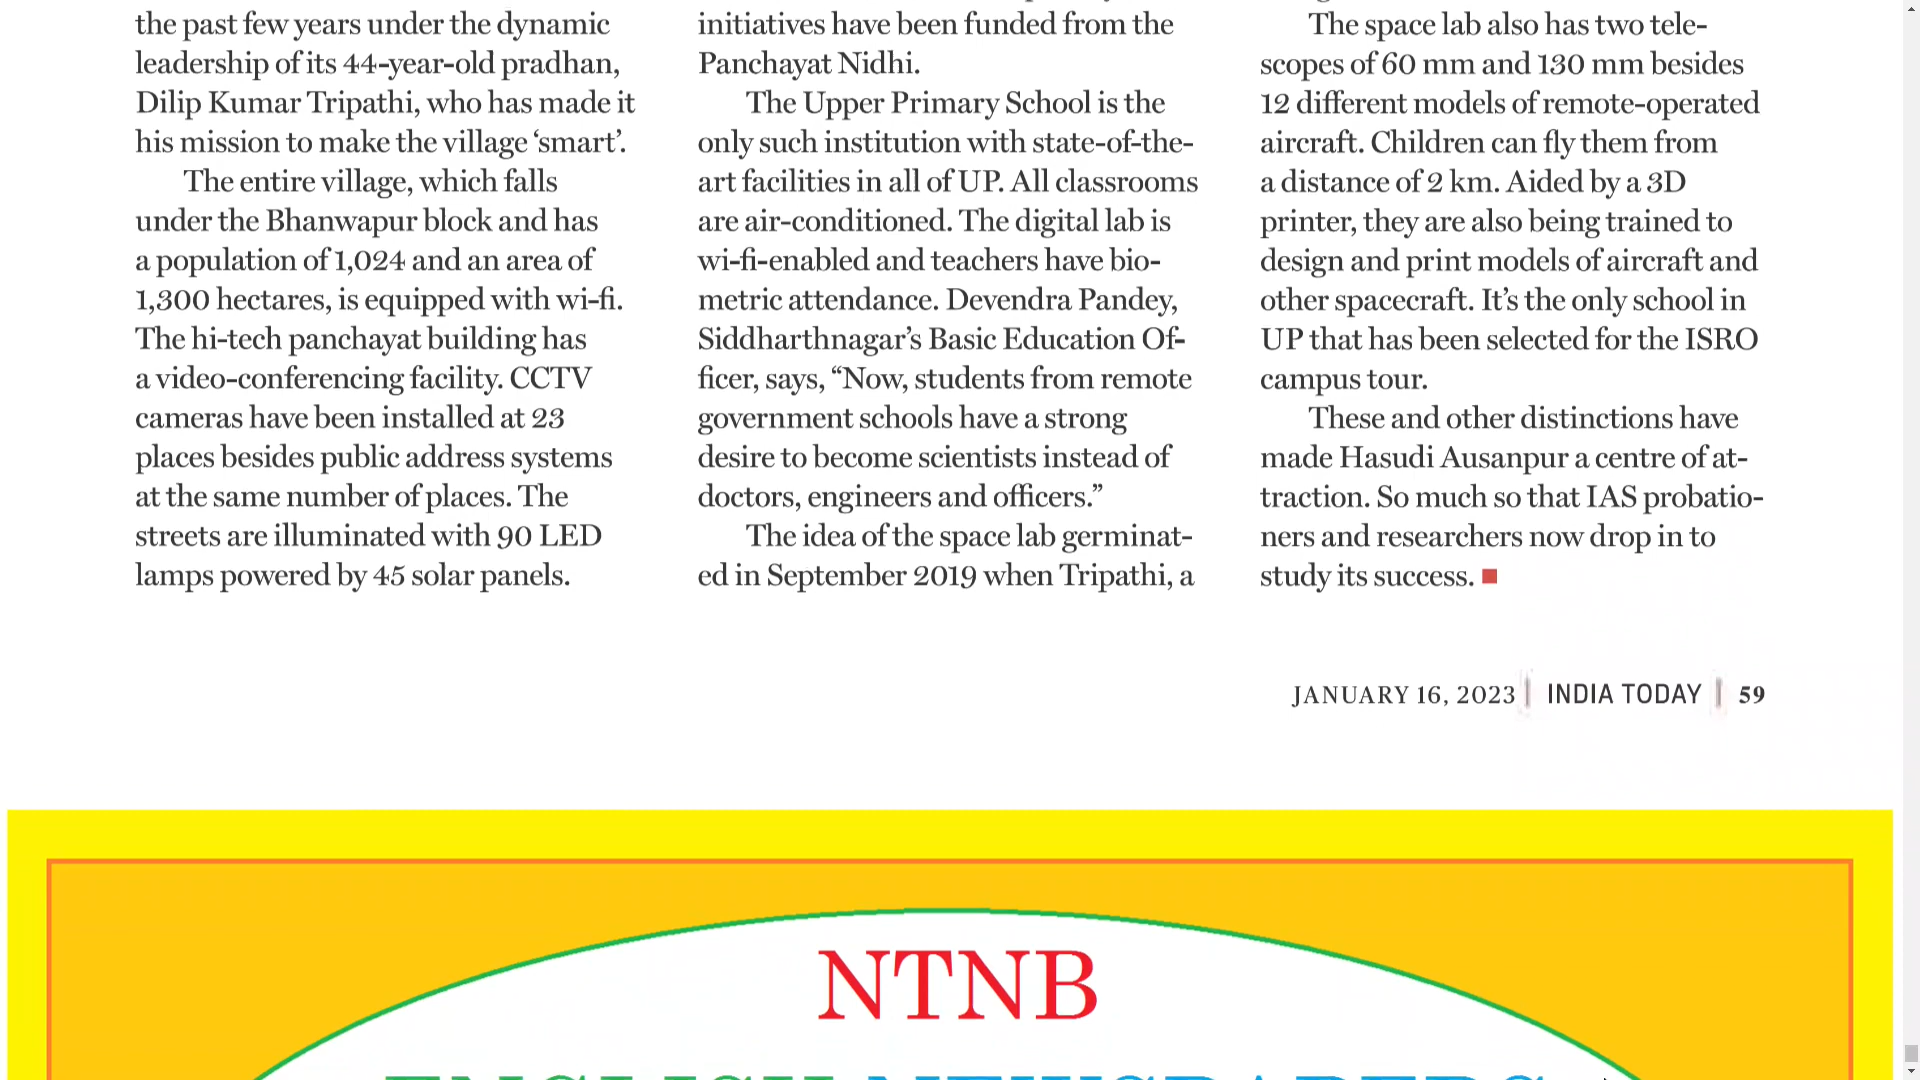 the past few years under the dynamic
leadership of its 44-year-old pradhan,
Dilip Kumar Tripathi, who has made it
his mission to make the village ‘smart’.
The entire village, which falls
under the Bhanwapur block and has
a population of 1,024 and an area of
1,300 hectares, is equipped with wi-fi.
The hi-tech panchayat building has
a video-conferencing facility. CCTV
cameras have been installed at 23
places besides public address systems
at the same number of places. The
streets are illuminated with 90 LED
lamps powered by 45 solar panels.
initiatives have been funded from the
Panchayat Nidhi.
The Upper Primary School is the
only such institution with state-of-the-
art facilities in all of UP. All classrooms
are air-conditioned. The digital lab is
wi-fi-enabled and teachers have bio-
metric attendance. Devendra Pandey,
Siddharthnagar’s Basic Education Of-
ficer, says, “Now, students from remote
government schools have a strong
desire to become scientists instead of
doctors, engineers and officers.”
The idea of the space lab germinat-
ed in September 2019 when Tripathi, a
The space lab also has two tele-
scopes of 60 mm and 130 mm besides
12 different models of remote-operated
aircraft. Children can fly them from
a distance of 2 km. Aided by a 3D
printer, they are also being trained to
design and print models of aircraft and
other spacecraft. It’s the only school in
UP that has been selected for the ISRO
campus tour.
These and other distinctions have
made Hasudi Ausanpur a centre of at-
traction. So much so that IAS probatio-
ners and researchers now drop in to
study its success.
JANUARY 16, 2023 | INDIA TODAY | 59
NTNB